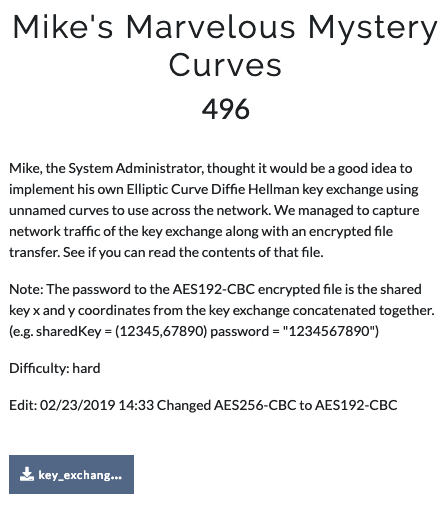 Mike's Marvelous Mystery
Curves
496
Mike, the System Administrator, thought it would be a good idea to
implement his own Elliptic Curve Diffie Hellman key exchange using
unnamed curves to use across the network. We managed to capture
network traffic of the key exchange along with an encrypted file
transfer. See if you can read the contents of that file.
Note: The password to the AES192-CBC encrypted file is the shared
key x and y coordinates from the key exchange concatenated together.
(e.g. sharedKey = (12345,67890) password = "1234567890")
Difficulty: hard
Edit: 02/23/2019 14:33 Changed AES256-CBC to AES192-CBC
key_exchang...